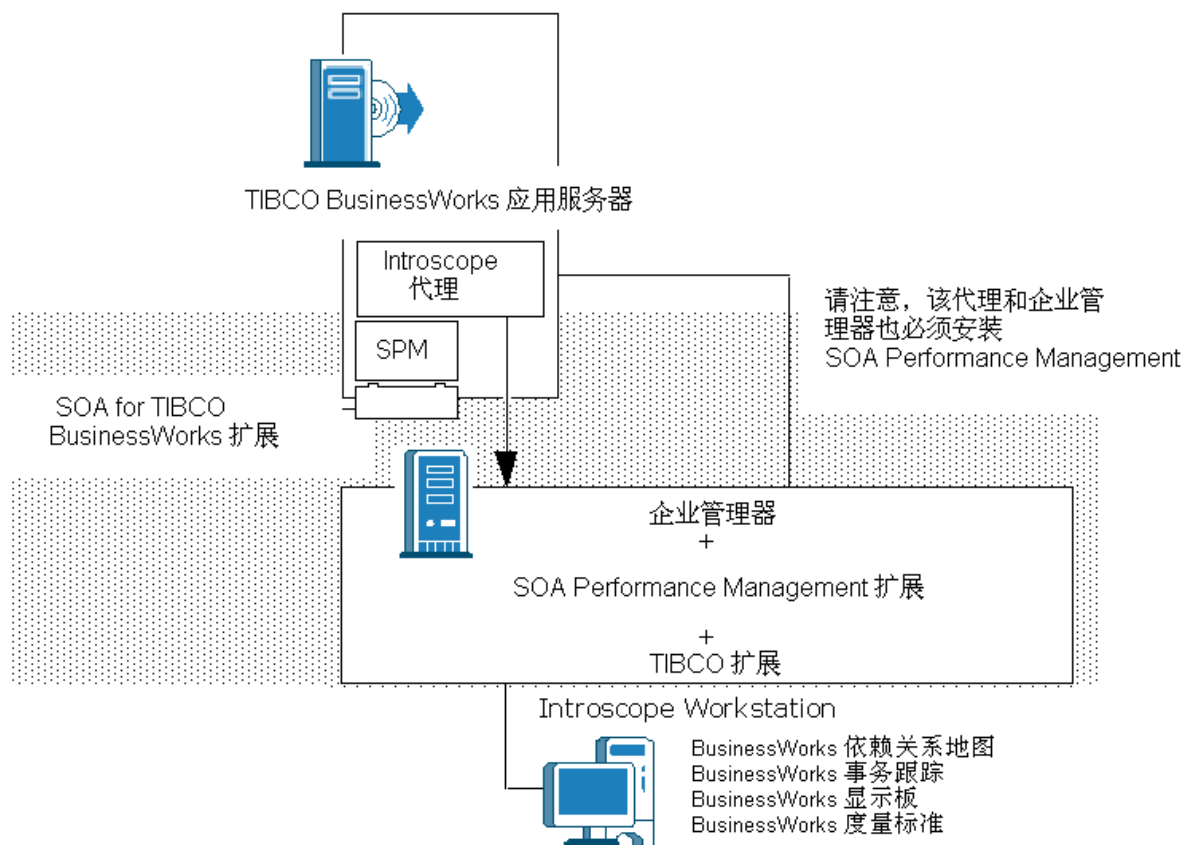 TIBCO BusinessWorks 应用服务器
Introscope
代理
请注意，该代理和企业管
理器也必须安装
SOA Performance Management
SPM
SOA for TIBCO
BusinessWorks 扩展
企业管理器
+
SOA Performance Management 扩展
+
TIBCO 扩展
Introscope Workstation
BusinessWorks 依赖关系地图
BusinessWorks 事务跟踪
BusinessWorks 显示板
BusinessWorks 度量标准